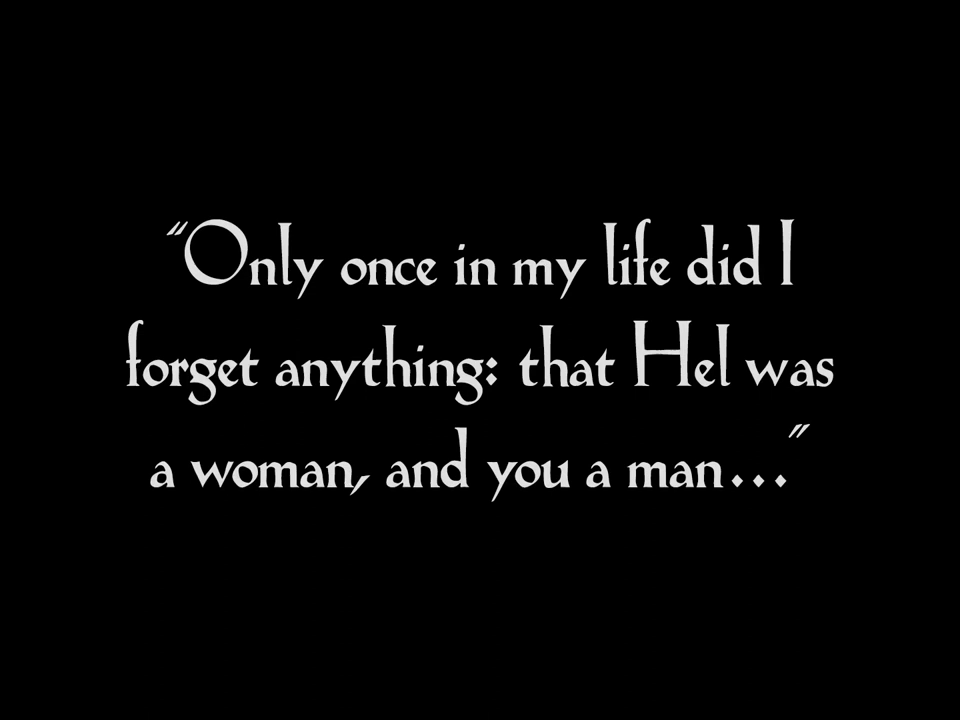 "Only once in my life did I
forget anything: that Hel was
a woman, and you a man..."